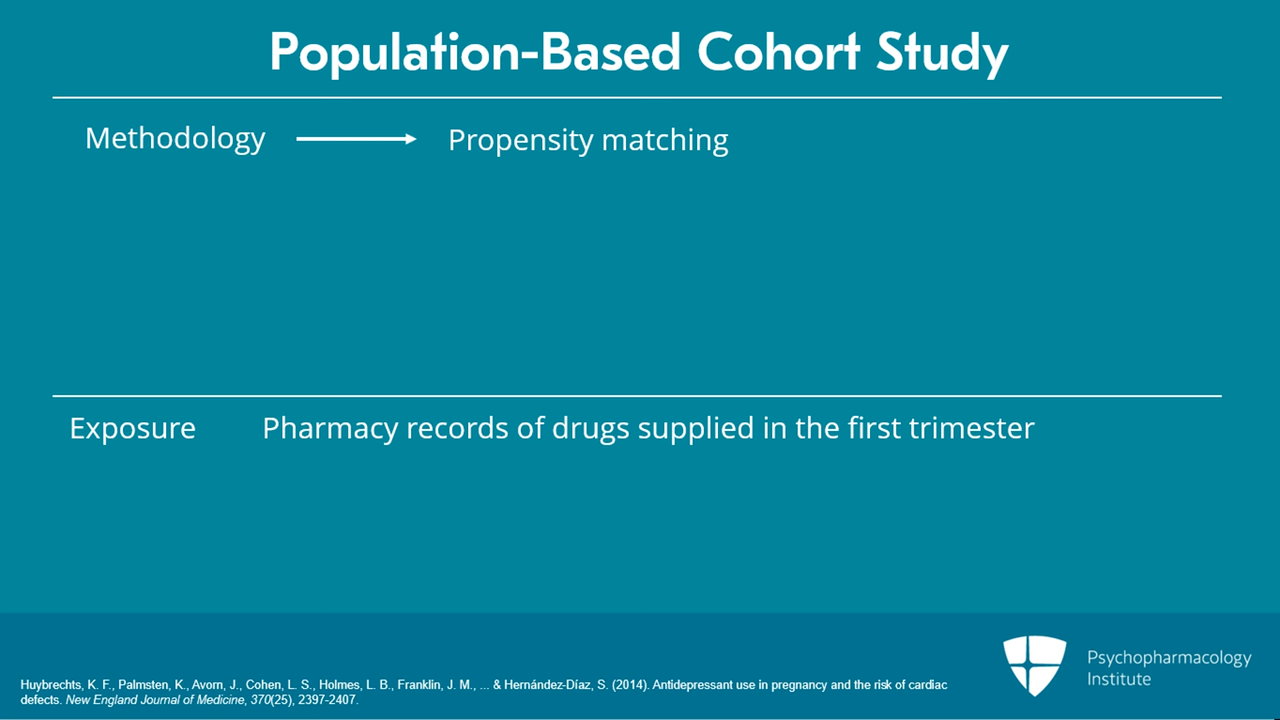 Population-Based Cohort Study
Methodology
Propensity matching
Exposure
Pharmacy records of drugs supplied in the first trimester
Huybrechts, K. F., Palmsten, K., Avorn, J., Cohen, L. S., Holmes, L. B., Franklin, J. M., ... & Hernández-Díaz, S. (2014). Antidepressant use in pregnancy and the risk of cardiac
defects. New England Journal of Medicine, 370(25), 2397-2407.
Psychopharmacology
Institute